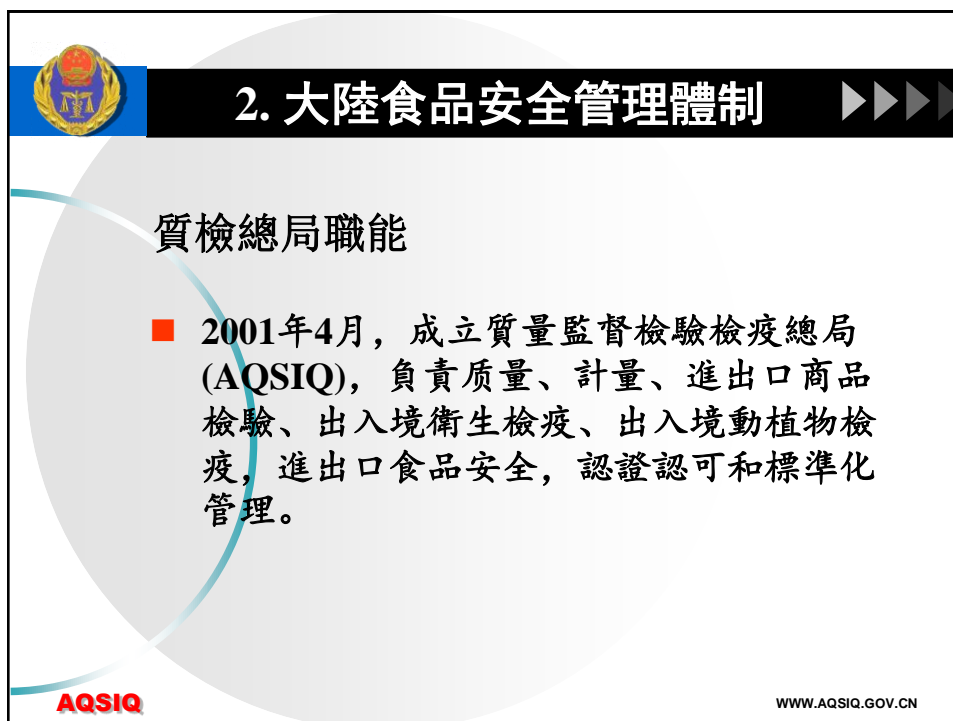 2. 大陸食品安全管理體制
質檢總局職能
2001年4月，成立質量監督檢驗檢疫總局
(AQSIQ)，負責质量、計量、進出口商品
檢驗、出入境衛生檢疫、出入境動植物檢
疫，進出口食品安全，認證認可和標準化
管理。
AQSIQ
WWW.AQSIQ.GOV.CN